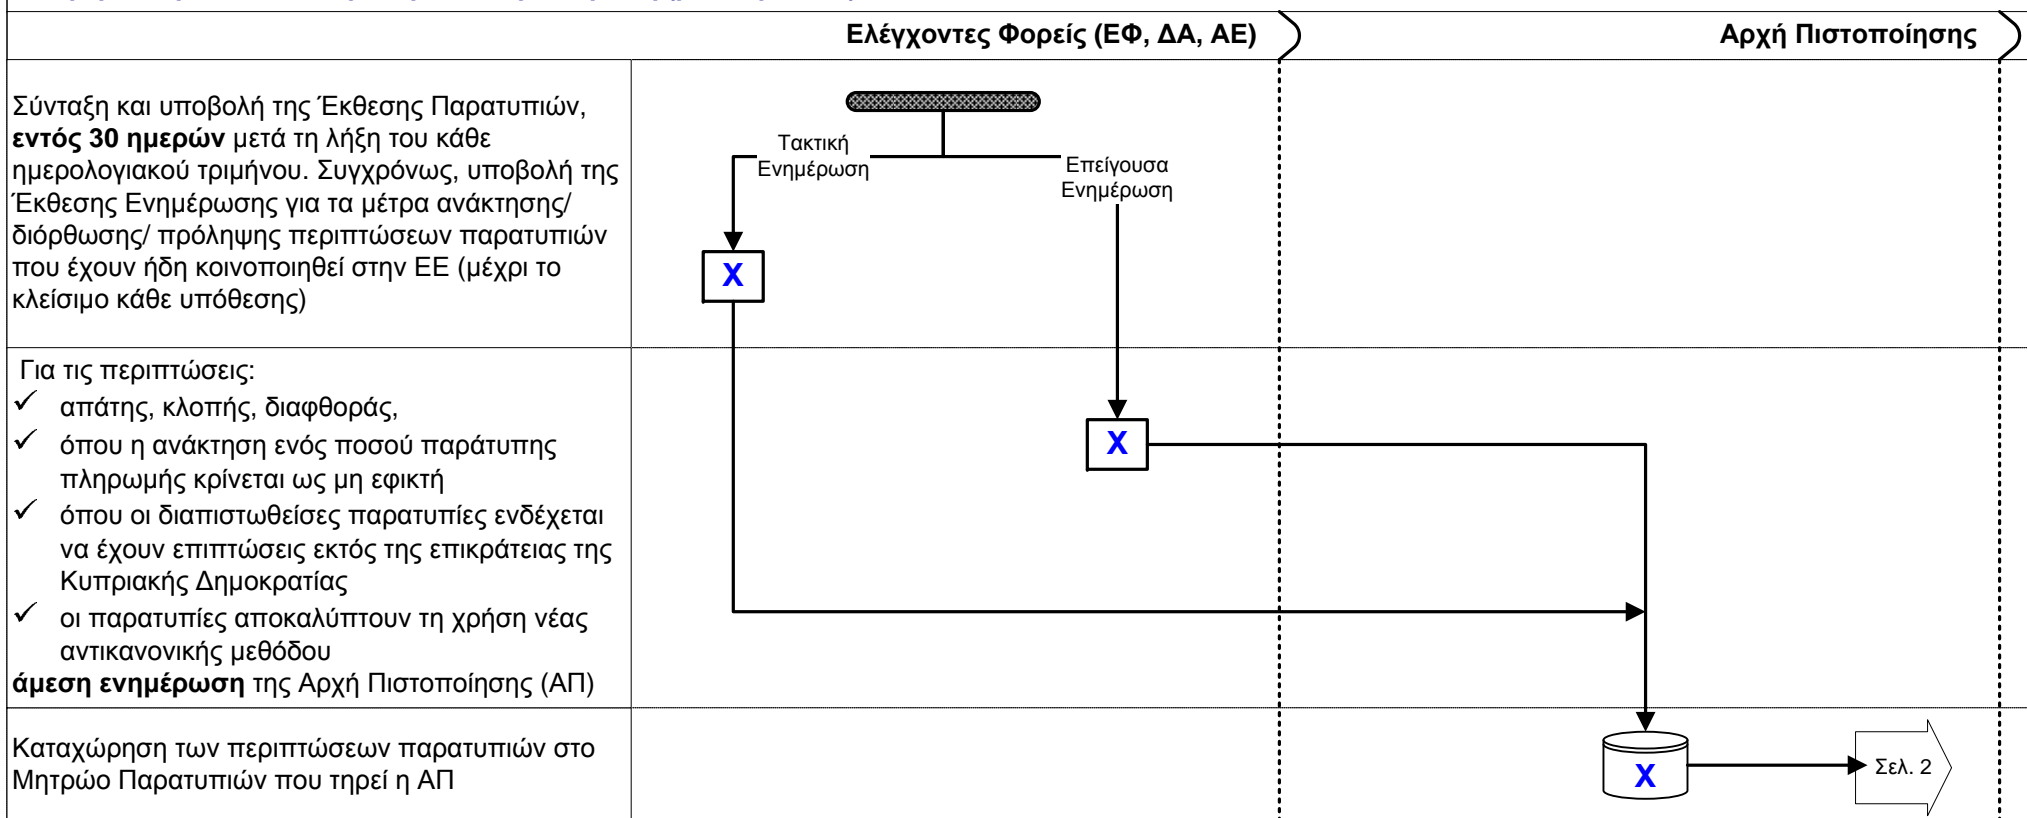 Ελέγχοντες Φορείς (ΕΦ, ΔΑ, ΑΕ)
Αρχή Πιστοποίησης
Σύνταξη και υποβολή της Έκθεσης Παρατυπιών,
εντός 30 ημερών μετά τη λήξη του κάθε
ημερολογιακού τριμήνου. Συγχρόνως, υποβολή της
Έκθεσης Ενημέρωσης για τα μέτρα ανάκτησης/
διόρθωσης/ πρόληψης περιπτώσεων παρατυπιών
που έχουν ήδη κοινοποιηθεί στην ΕΕ (μέχρι το
κλείσιμο κάθε υπόθεσης)
Τακτική
Ενημέρωση
Επείγουσα
Ενημέρωση
X
Για τις περιπτώσεις:
✓ απάτης, κλοπής, διαφθοράς,
✓ όπου η ανάκτηση ενός ποσού παράτυπης
πληρωμής κρίνεται ως μη εφικτή
✓ όπου οι διαπιστωθείσες παρατυπίες ενδέχεται
να έχουν επιπτώσεις εκτός της επικράτειας της
Κυπριακής Δημοκρατίας
✓ οι παρατυπίες αποκαλύπτουν τη χρήση νέας
αντικανονικής μεθόδου
άμεση ενημέρωση της Αρχή Πιστοποίησης (ΑΠ)
X
Καταχώρηση των περιπτώσεων παρατυπιών στο
Μητρώο Παρατυπιών που τηρεί η ΑΠ
X
Σελ. 2